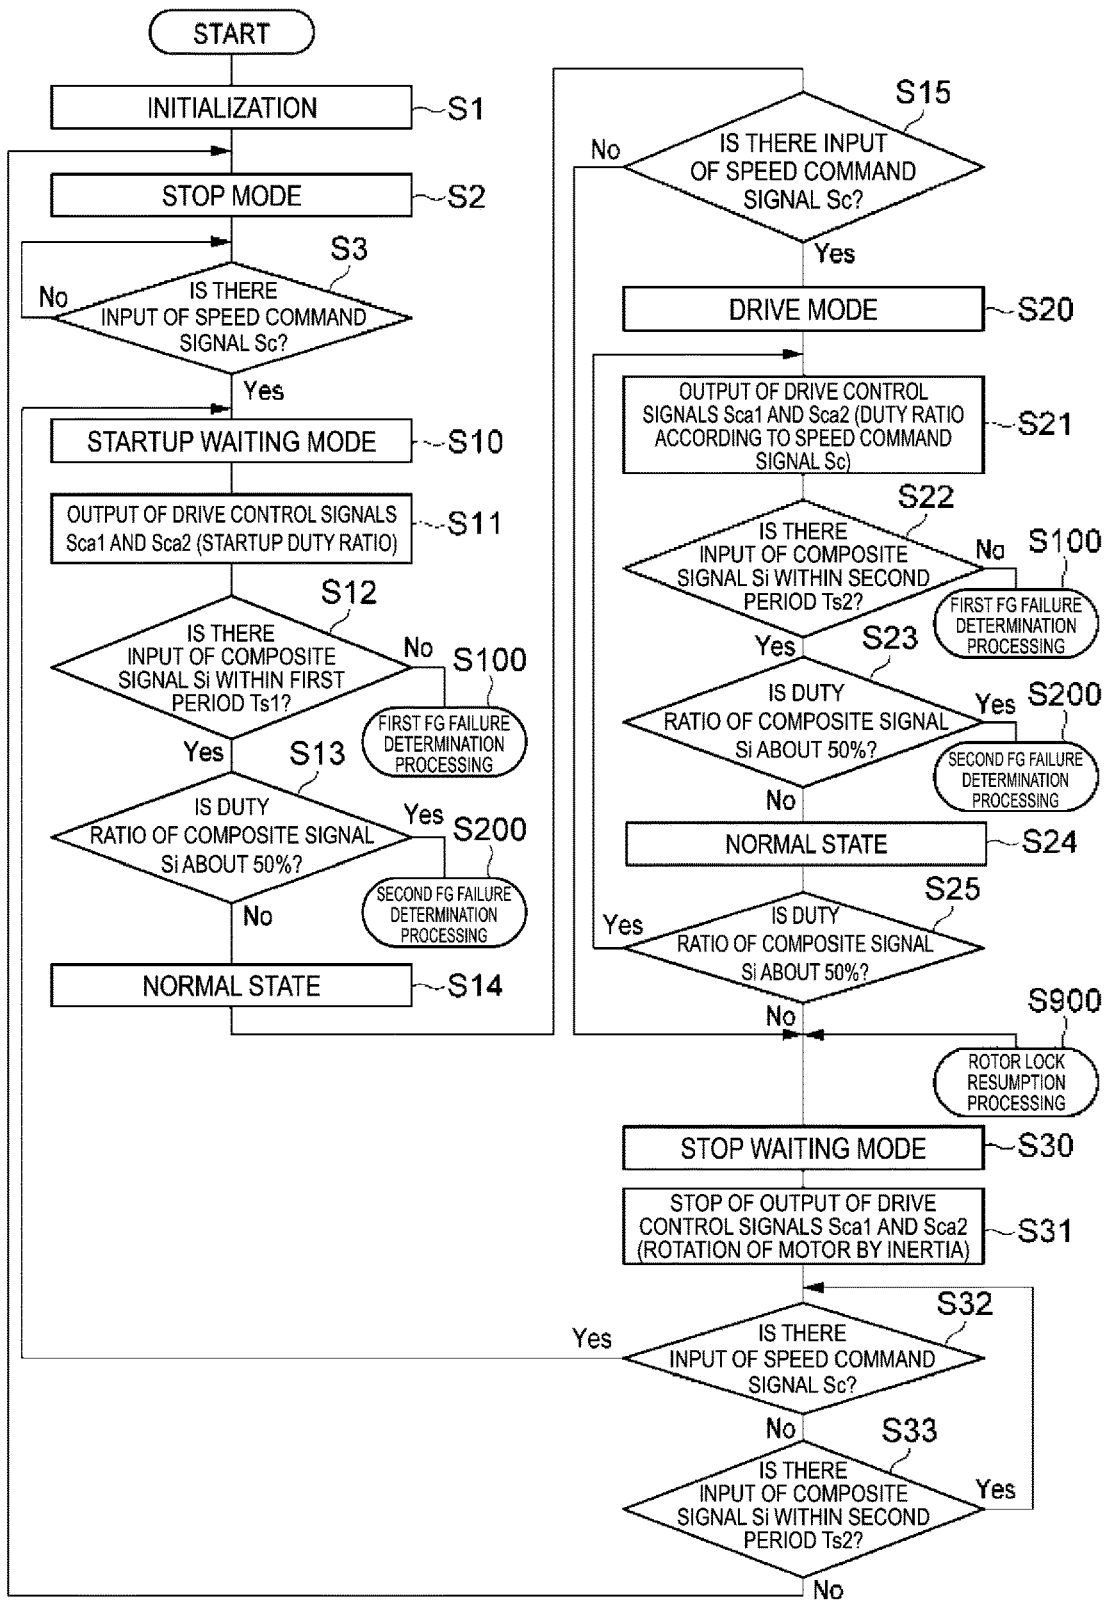 START
INITIALIZATION
S1
STOP MODE
S2
S3
IS THERE
INPUT OF SPEED COMMAND
SIGNAL Sc?
No
Yes
STARTUP WAITING MODE
S10
OUTPUT OF DRIVE CONTROL SIGNALS
Sca1 AND Sca2 (STARTUP DUTY RATIO)
S11
S12
IS THERE
INPUT OF COMPOSITE
SIGNAL Si WITHIN FIRST
PERIOD Ts1?
No
S100
FIRST FG FAILURE
DETERMINATION
PROCESSING
Yes
S13
IS DUTY
RATIO OF COMPOSITE SIGNAL
Si ABOUT 50%?
Yes
S200
SECOND FG FAILURE
DETERMINATION
PROCESSING
No
NORMAL STATE
S14
S15
IS THERE INPUT
OF SPEED COMMAND
SIGNAL Sc?
No
Yes
DRIVE MODE
S20
OUTPUT OF DRIVE CONTROL
SIGNALS Sca1 AND Sca2 (DUTY RATIO
ACCORDING TO SPEED COMMAND
SIGNAL Sc)
S21
S22
IS THERE
INPUT OF COMPOSITE
SIGNAL Si WITHIN SECOND
PERIOD Ts2?
No
S100
FIRST FG FAILURE
DETERMINATION
PROCESSING
Yes
S23
IS DUTY
RATIO OF COMPOSITE SIGNAL
Si ABOUT 50%?
Yes
S200
SECOND FG FAILURE
DETERMINATION
PROCESSING
No
NORMAL STATE
S24
S25
IS DUTY
RATIO OF COMPOSITE SIGNAL
Si ABOUT 50%?
Yes
No
S900
ROTOR LOCK
RESUMPTION
PROCESSING
STOP WAITING MODE
S30
STOP OF OUTPUT OF DRIVE
CONTROL SIGNALS Sca1 AND Sca2
(ROTATION OF MOTOR BY INERTIA)
S31
S32
IS THERE
INPUT OF SPEED COMMAND
SIGNAL Sc?
Yes
No
S33
IS THERE
INPUT OF COMPOSITE
SIGNAL Si WITHIN SECOND
PERIOD Ts2?
Yes
No